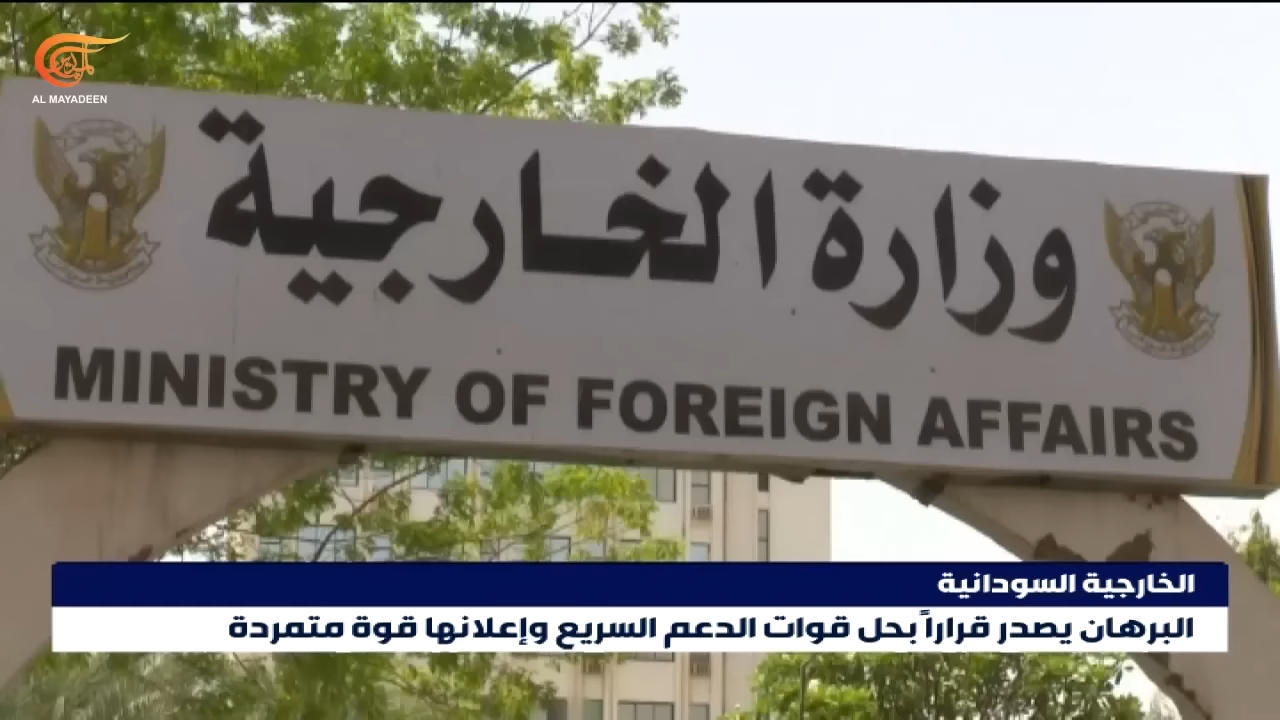 AL MAYADEEN
وزارة الخارجية
MINISTRY OF FOREIGN AFFAIRS
الخارجية السودانية
البرهان يصدر قراراً بحل قوات الدعم السريع وإعلانها قوة متمردة